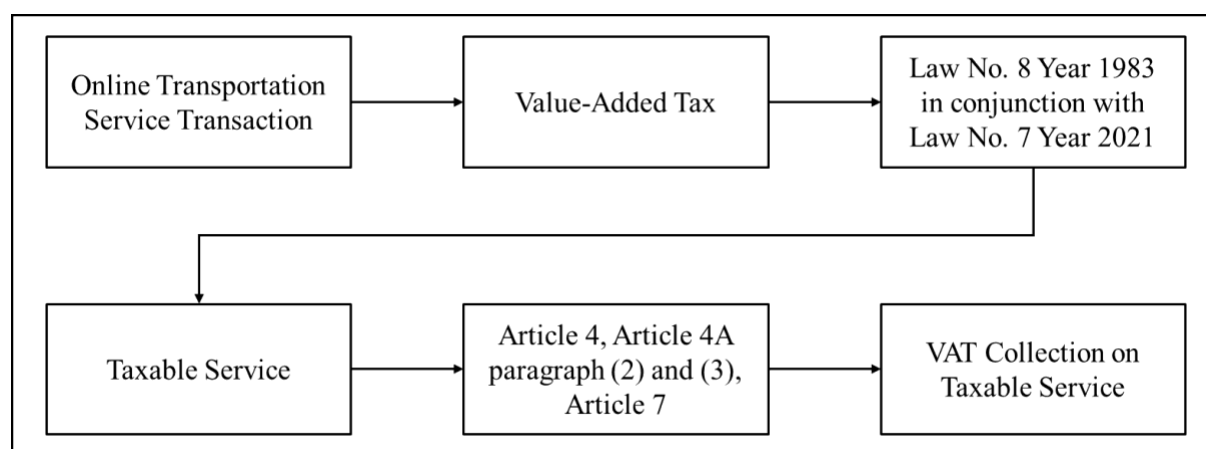 Online Transportation
Service Transaction
Value-Added Tax
Law No. 8 Year 1983
in conjunction with
Law No. 7 Year 2021
Taxable Service
Article 4, Article 4A
paragraph (2) and (3),
Article 7
VAT Collection on
Taxable Service